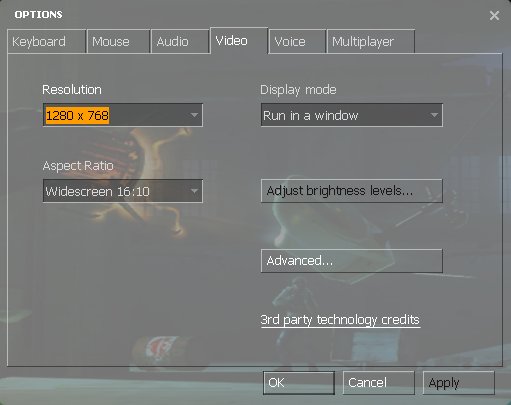 OPTIONS
Keyboard Mouse Audio Video Voice Multiplayer
Resolution Display mode
1280 x 768 Run in a window
Aspect Ratio
Widescreen 16:10 Adjust brightness levels...
Advanced...
3rd party technology credits
OK Cancel Apply